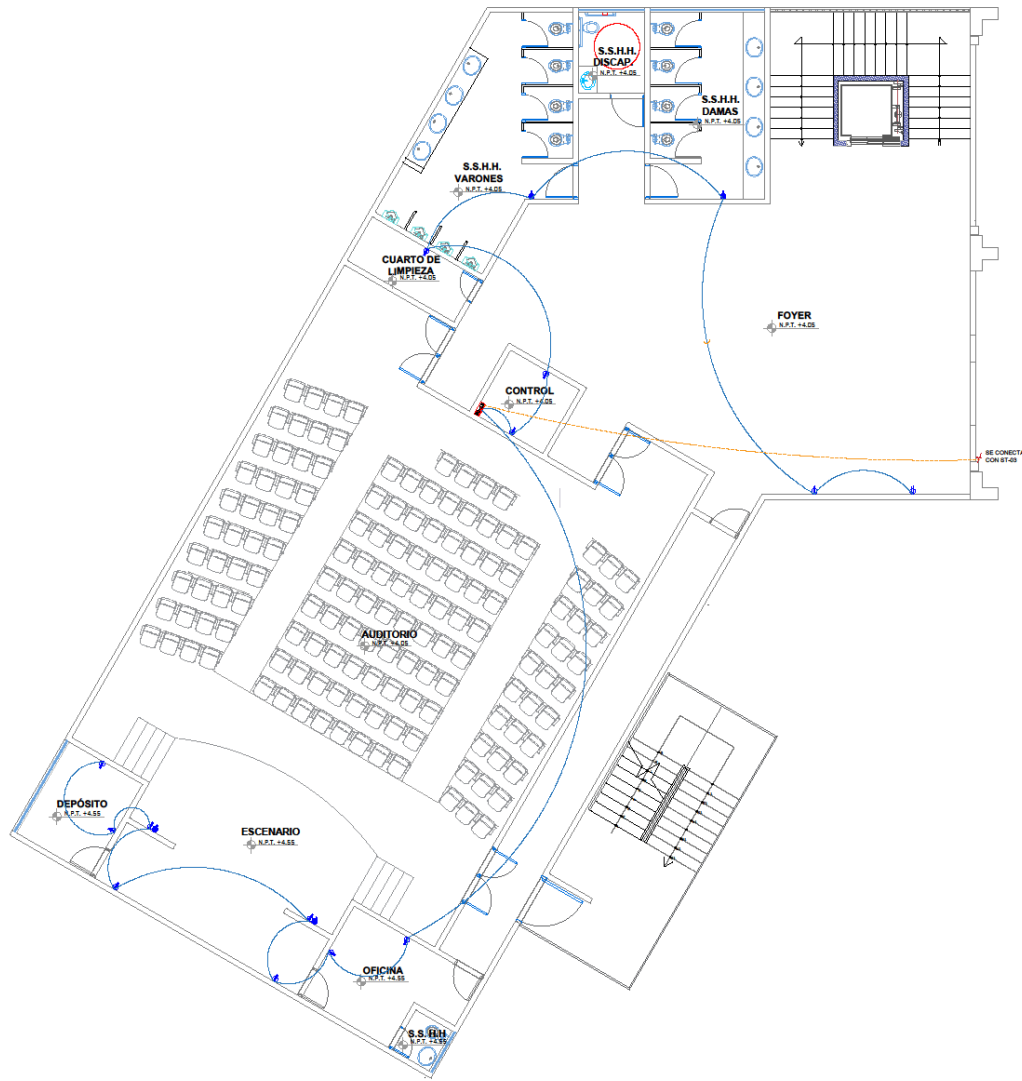 S.S.H.H.
DISCAP.
N.P.T. +4.05
S.S.H.H.
DAMAS
N.P.T. +4.05
S.S.H.H.
VARONES
N.P.T. +4.05
CUARTO DE
LIMPIEZA
N.P.T. +4.05
FOYER
N.P.T. +4.05
CONTROL
N.P.T. +4.05
SE CONECTA
CON ST-03
AUDITORIO
N.P.T. +4.05
DEPÓSITO
N.P.T. +4.55
ESCENARIO
N.P.T. +4.55
OFICINA
N.P.T. +4.55
S.S.H.H
N.P.T. +4.55